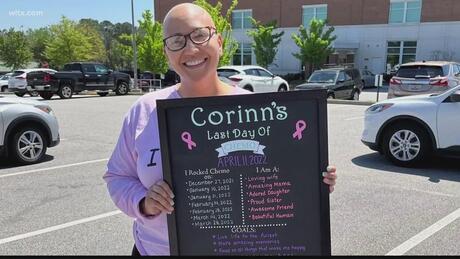 wltx.com
Corinn's
Last Day Of
CHEMO
APRIL 11, 2022
I Rocked Chemo
on:
December 27, 2021
January 10, 2022
January 31, 2022
February 14, 2022
February 28, 2022
March 14, 2022
March 28, 2022
I Am A:
Loving wife
Amazing Mama
Adored Daughter
Proud Sister
Awesome Friend
Beautiful Human
GOALS:
Live life to the fullest
Make amazing memories
Focus on all things that make me happy
I